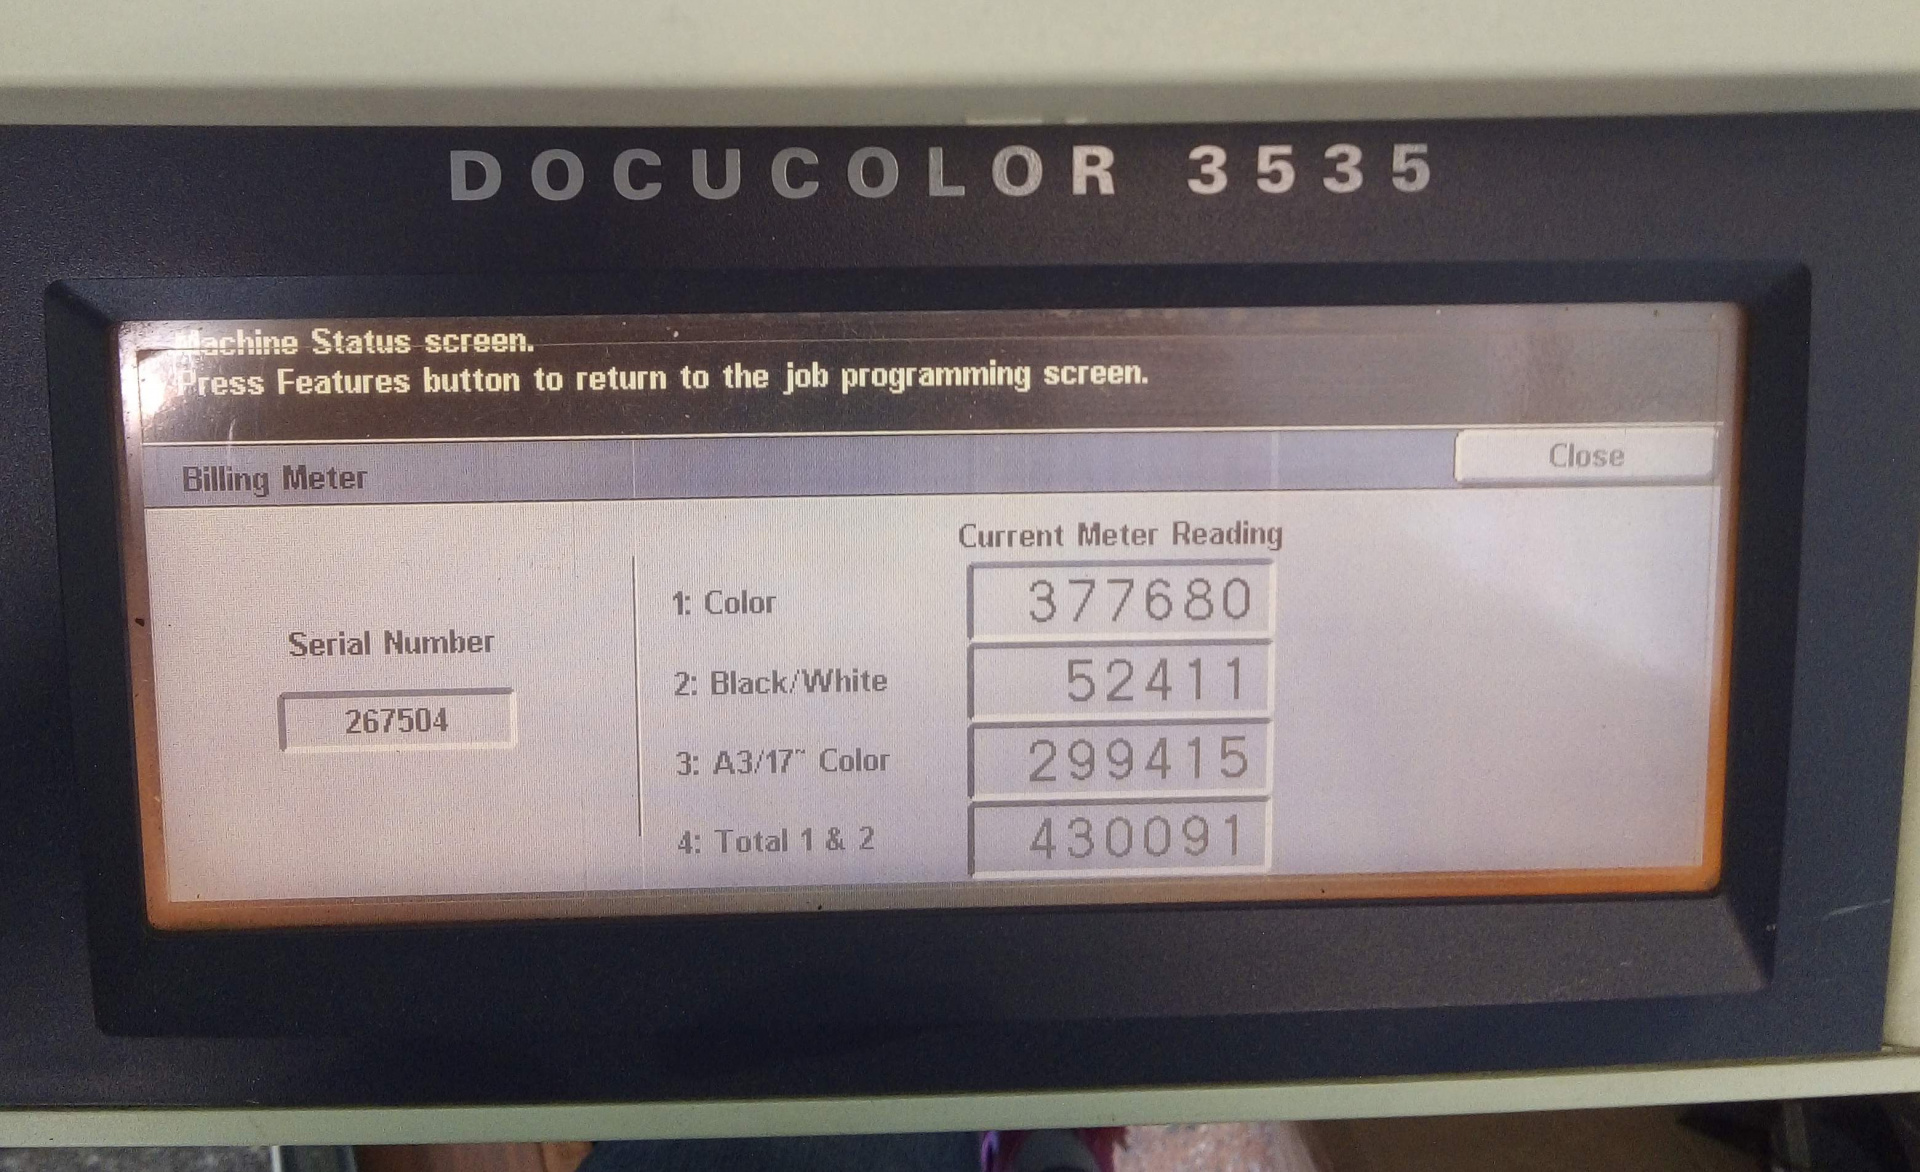 DOCUCOLOR 3535
Machine Status screen.
Press Features button to return to the job programming screen.
Billing Meter
Close
Current Meter Reading
1: Color 377680
Serial Number
2: Black/White 52411
267504
3: A3/17" Color 299415
4: Total 1 & 2 430091